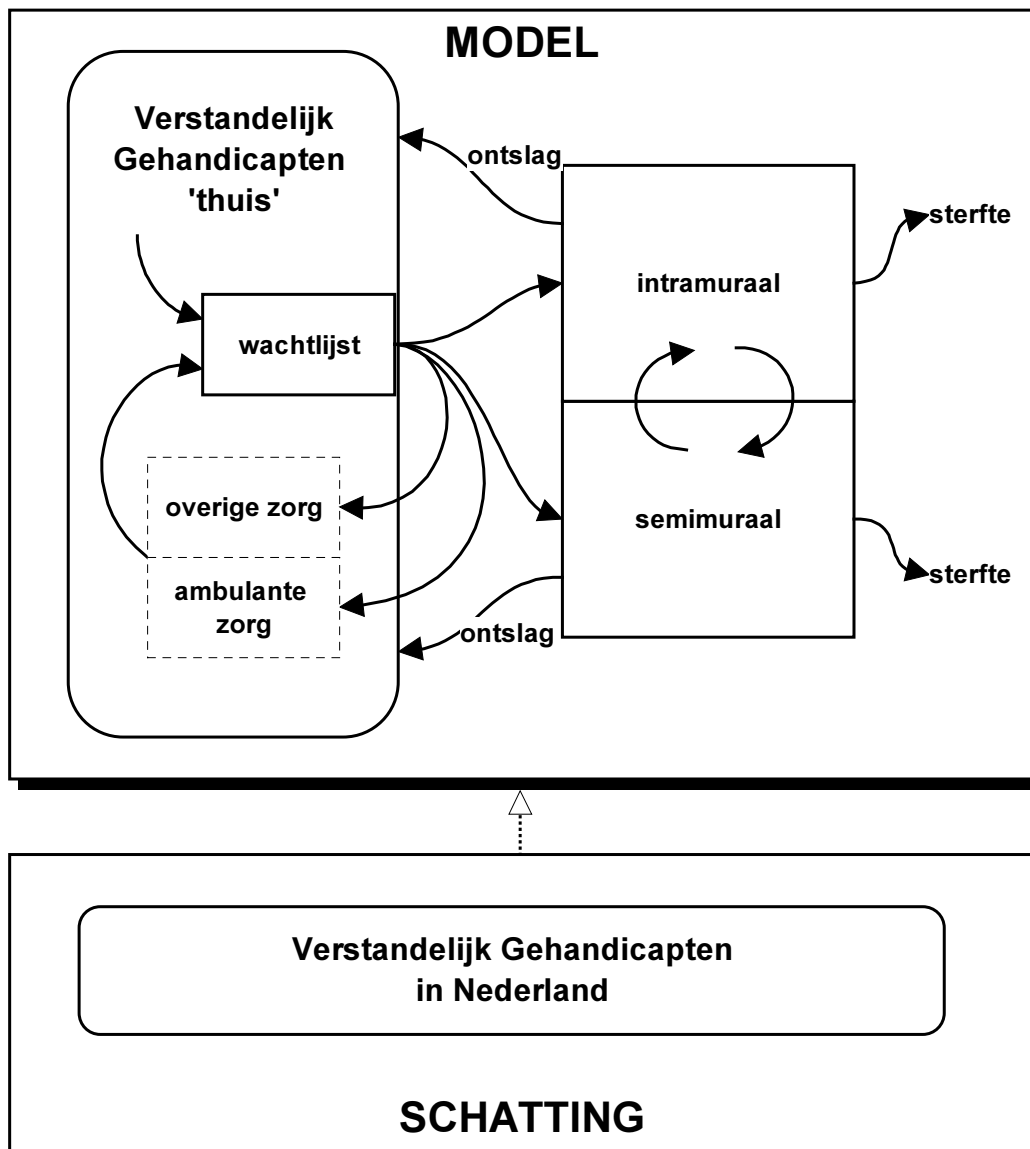 MODEL
Verstandelijk
Gehandicapten
'thuis'
ontslag
sterfte
intramuraal
wachtlijst
overige zorg
semimuraal
ambulante
zorg
sterfte
ontslag
Verstandelijk Gehandicapten
in Nederland
SCHATTING